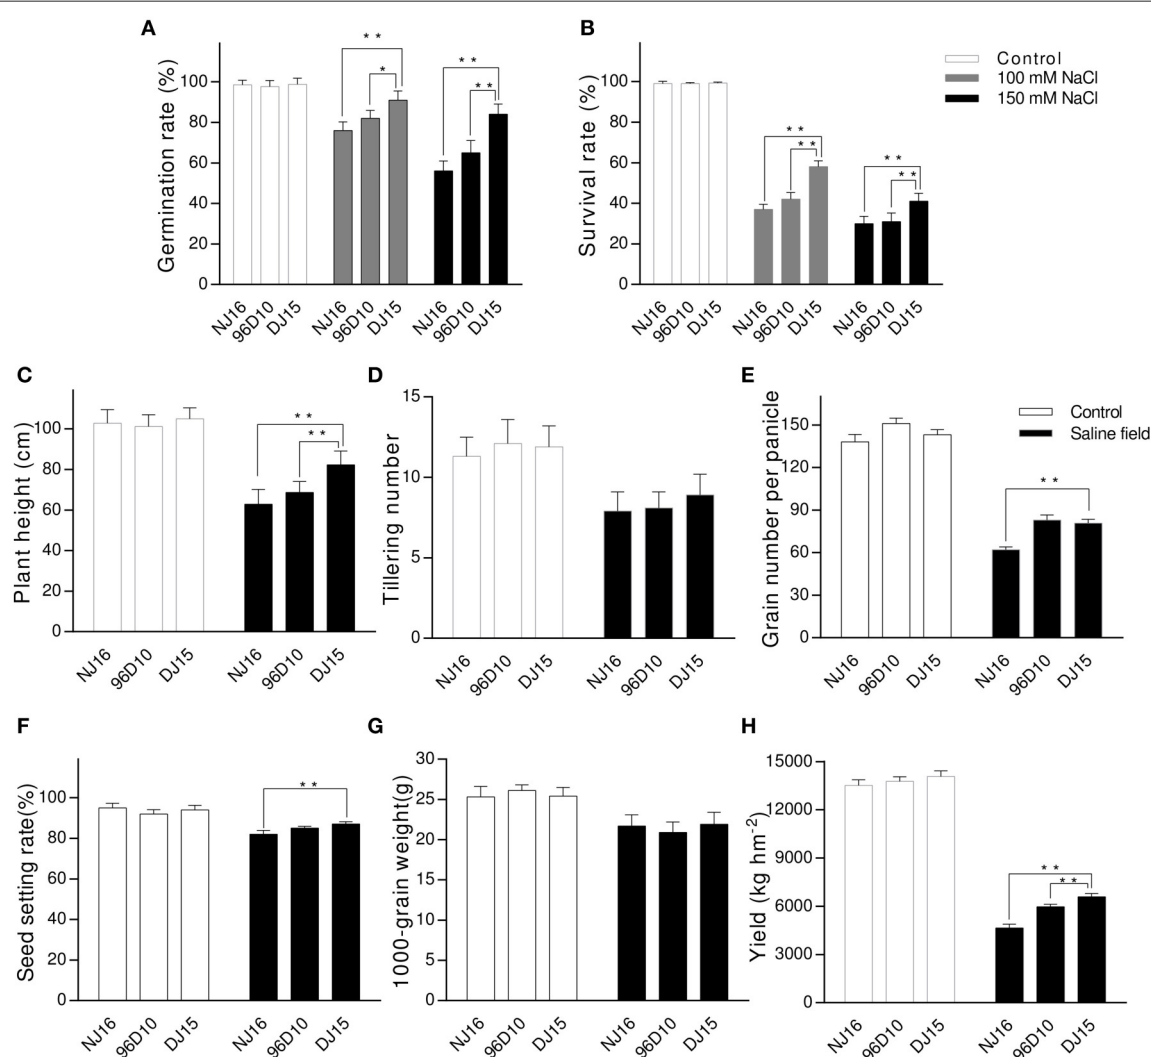 A
Germination rate (%)
100
80
60
40
20
0
* *
*
* *
* *
NJ16
96D10
DJ15
NJ16
96D10
DJ15
NJ16
96D10
DJ15
B
Survival rate (%)
100
80
60
40
20
0
* *
* *
* *
* *
NJ16
96D10
DJ15
NJ16
96D10
DJ15
NJ16
96D10
DJ15
Control
100 mM NaCl
150 mM NaCl
C
Plant height (cm)
100
80
60
40
20
0
* *
* *
NJ16
96D10
DJ15
NJ16
96D10
DJ15
D
Tillering number
15
10
5
0
NJ16
96D10
DJ15
NJ16
96D10
DJ15
E
Grain number per panicle
150
120
90
60
30
0
* *
Control
Saline field
NJ16
96D10
DJ15
NJ16
96D10
DJ15
F
Seed setting rate(%)
100
80
60
40
20
0
* *
NJ16
96D10
DJ15
NJ16
96D10
DJ15
G
1000-grain weight(g)
30
25
20
15
10
5
0
NJ16
96D10
DJ15
NJ16
96D10
DJ15
H
Yield (kg hm-2)
15000
12000
9000
6000
3000
0
* *
* *
NJ16
96D10
DJ15
NJ16
96D10
DJ15